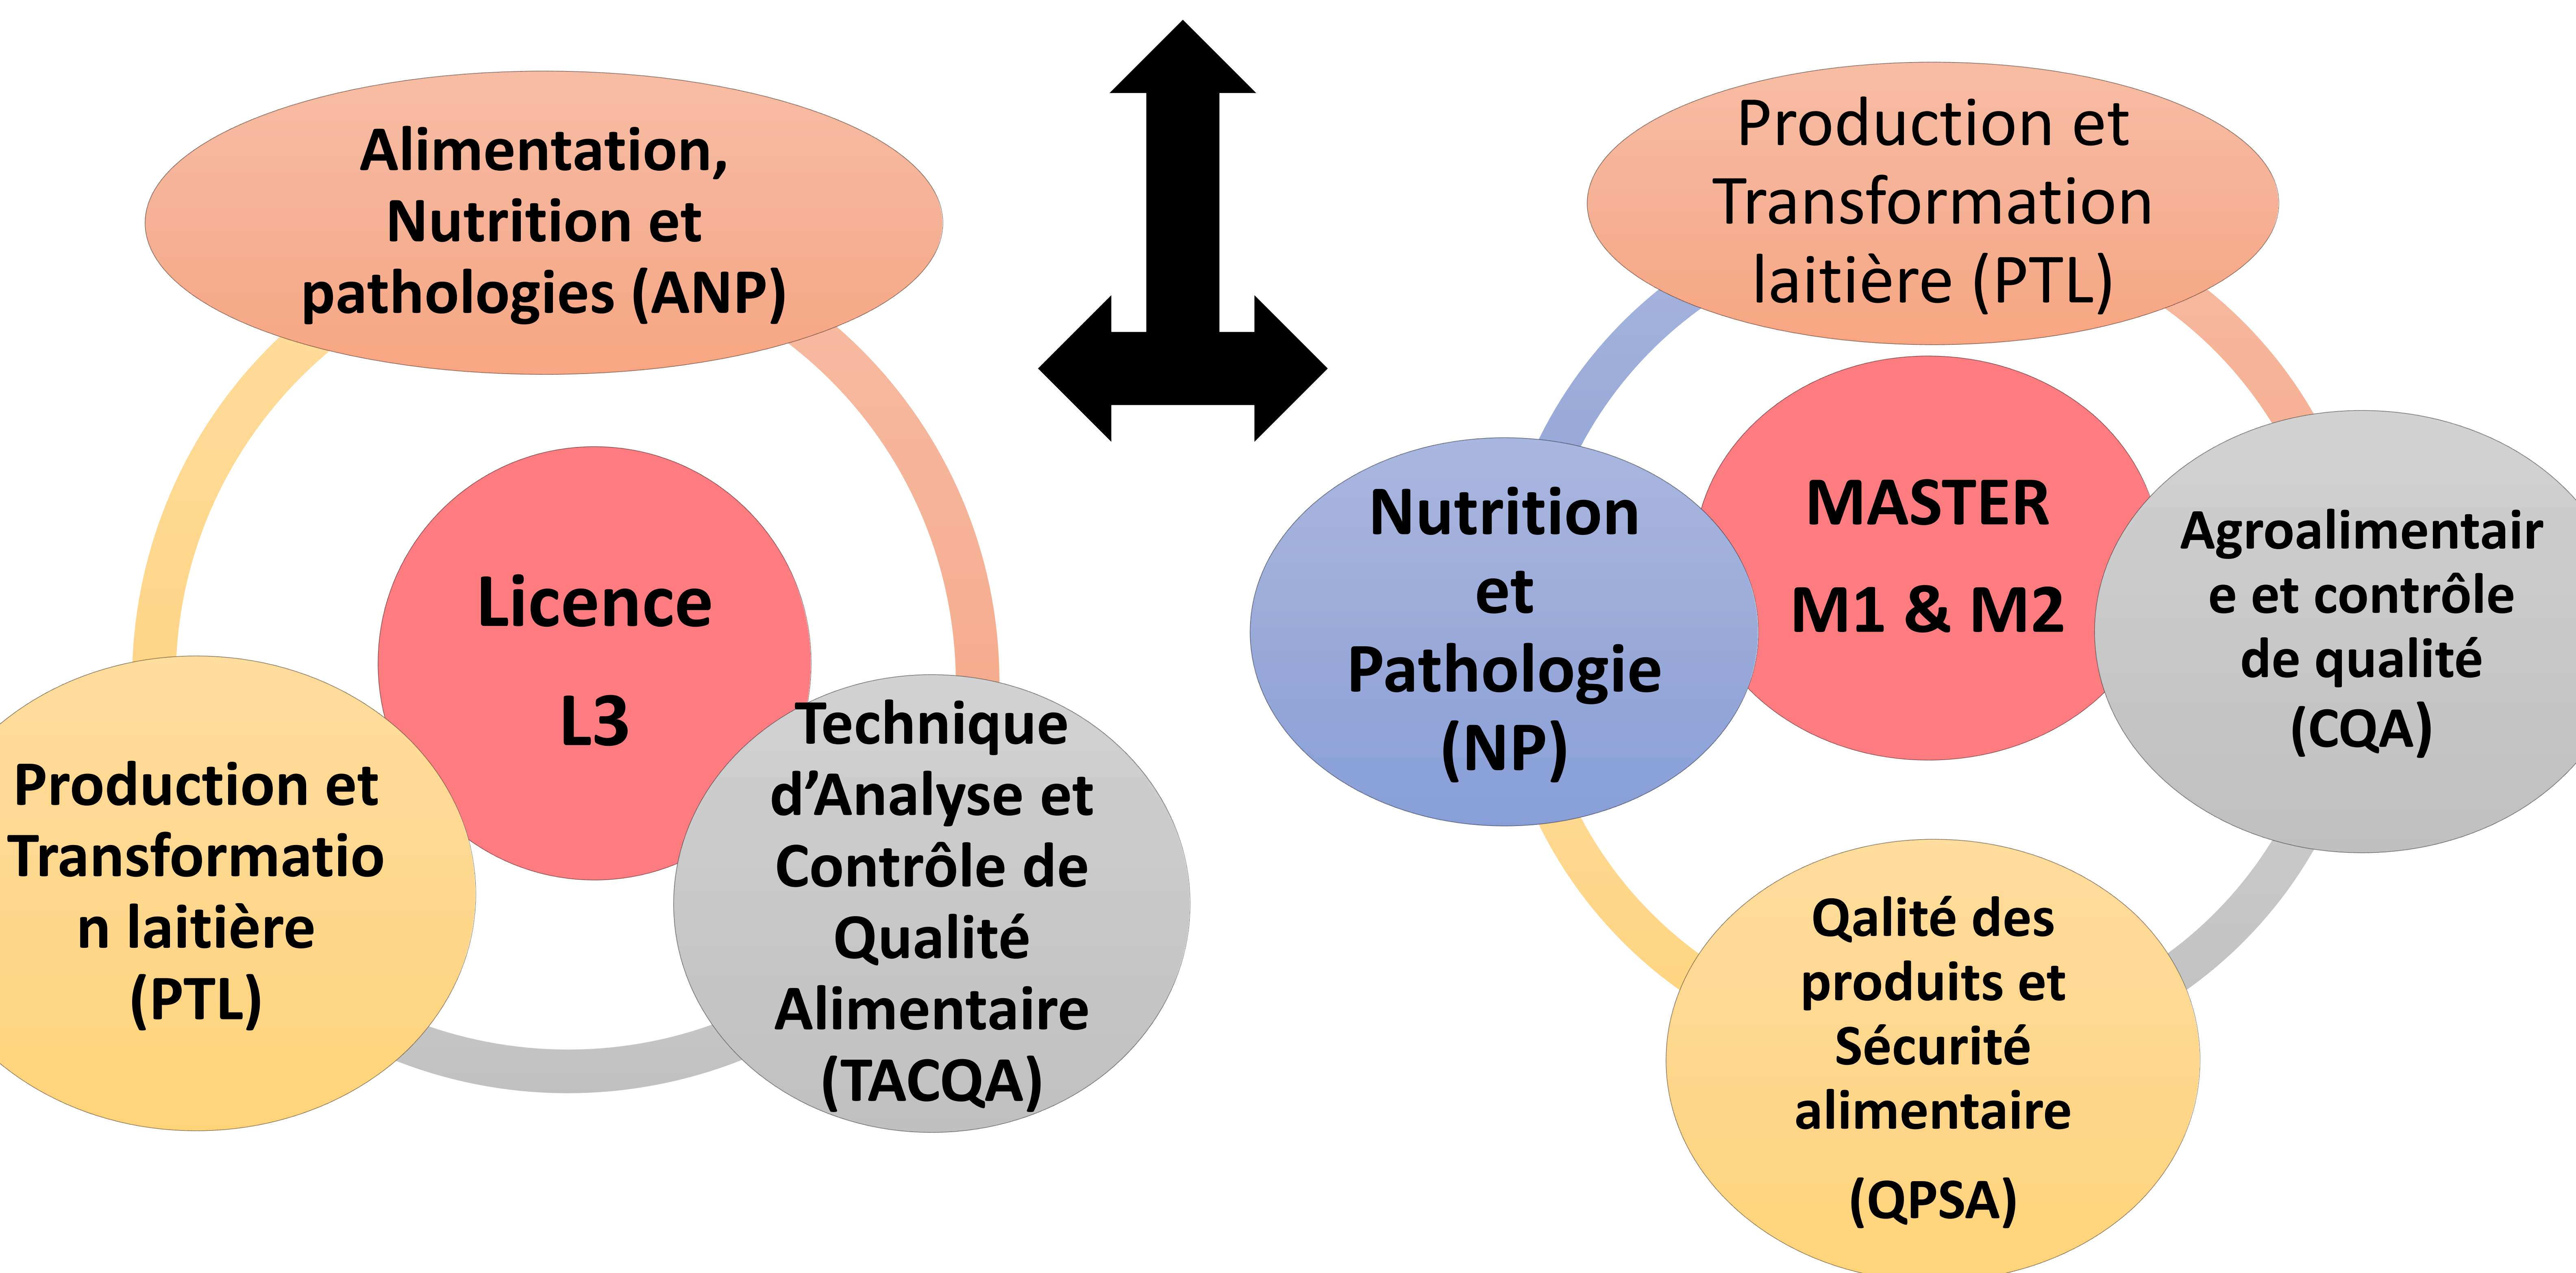 Alimentation,
Nutrition et
pathologies (ANP)
Licence
L3
Production et
Transformatio
n laitière
(PTL)
Technique
d’Analyse et
Contrôle de
Qualité
Alimentaire
(TACQA)
Production et
Transformation
laitière (PTL)
MASTER
M1 & M2
Nutrition
et
Pathologie
(NP)
Agroalimentair
e et contrôle
de qualité
(CQA)
Qalité des
produits et
Sécurité
alimentaire
(QPSA)